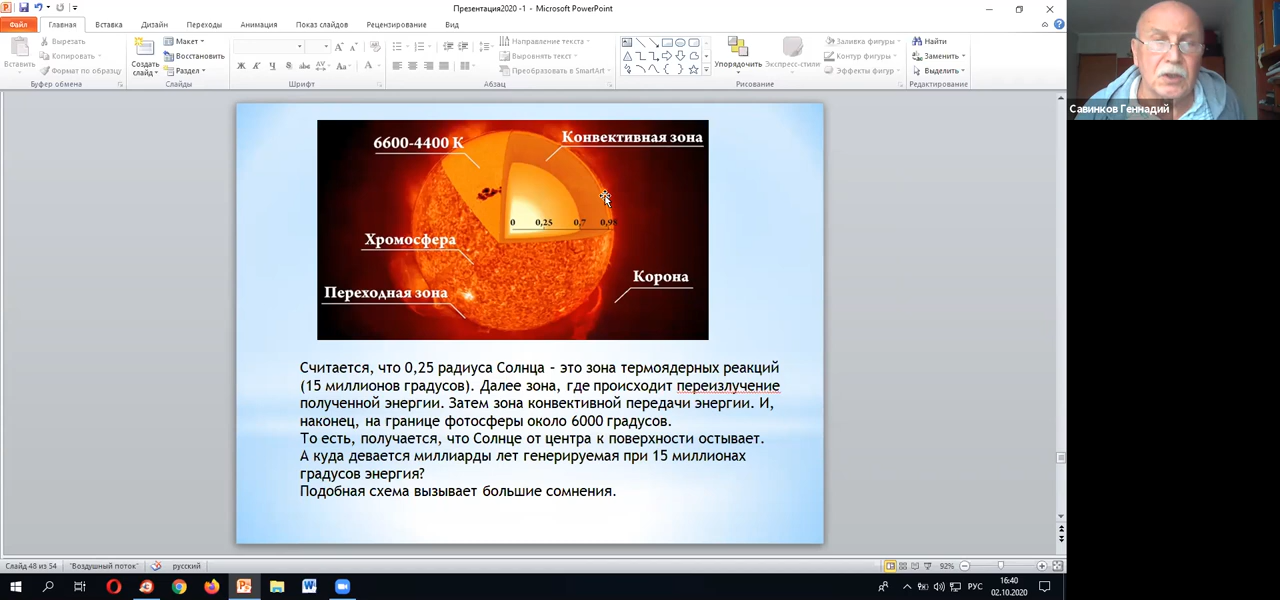 Презентация2020 -1 - Microsoft PowerPoint
Файл Главная Вставка Дизайн Переходы Анимация Показ слайдов Рецензирование Вид
Вставить
Вырезать
Копировать
Формат по образцу
Буфер обмена
Создать слайд
Макет
Восстановить
Раздел
Слайды
Ж К Ч S abc AV Aa A
Шрифт
Направление текста
Выровнять текст
Преобразовать в SmartArt
Абзац
Упорядочить
Экспресс-стили
Заливка фигуры
Контур фигуры
Эффекты фигур
Рисование
Найти
Заменить
Выделить
Редактирование
Савинков Геннадий
6600-4400 К
Конвективная зона
0 0,25 0,7 0,98
Хромосфера
Корона
Переходная зона
Считается, что 0,25 радиуса Солнца - это зона термоядерных реакций
(15 миллионов градусов). Далее зона, где происходит переизлучение
полученной энергии. Затем зона конвективной передачи энергии. И,
наконец, на границе фотосферы около 6000 градусов.
То есть, получается, что Солнце от центра к поверхности остывает.
А куда девается миллиарды лет генерируемая при 15 миллионах
градусов энергия?
Подобная схема вызывает большие сомнения.
Слайд 48 из 54 "Воздушный поток" русский 92%
РУС 16:40
02.10.2020